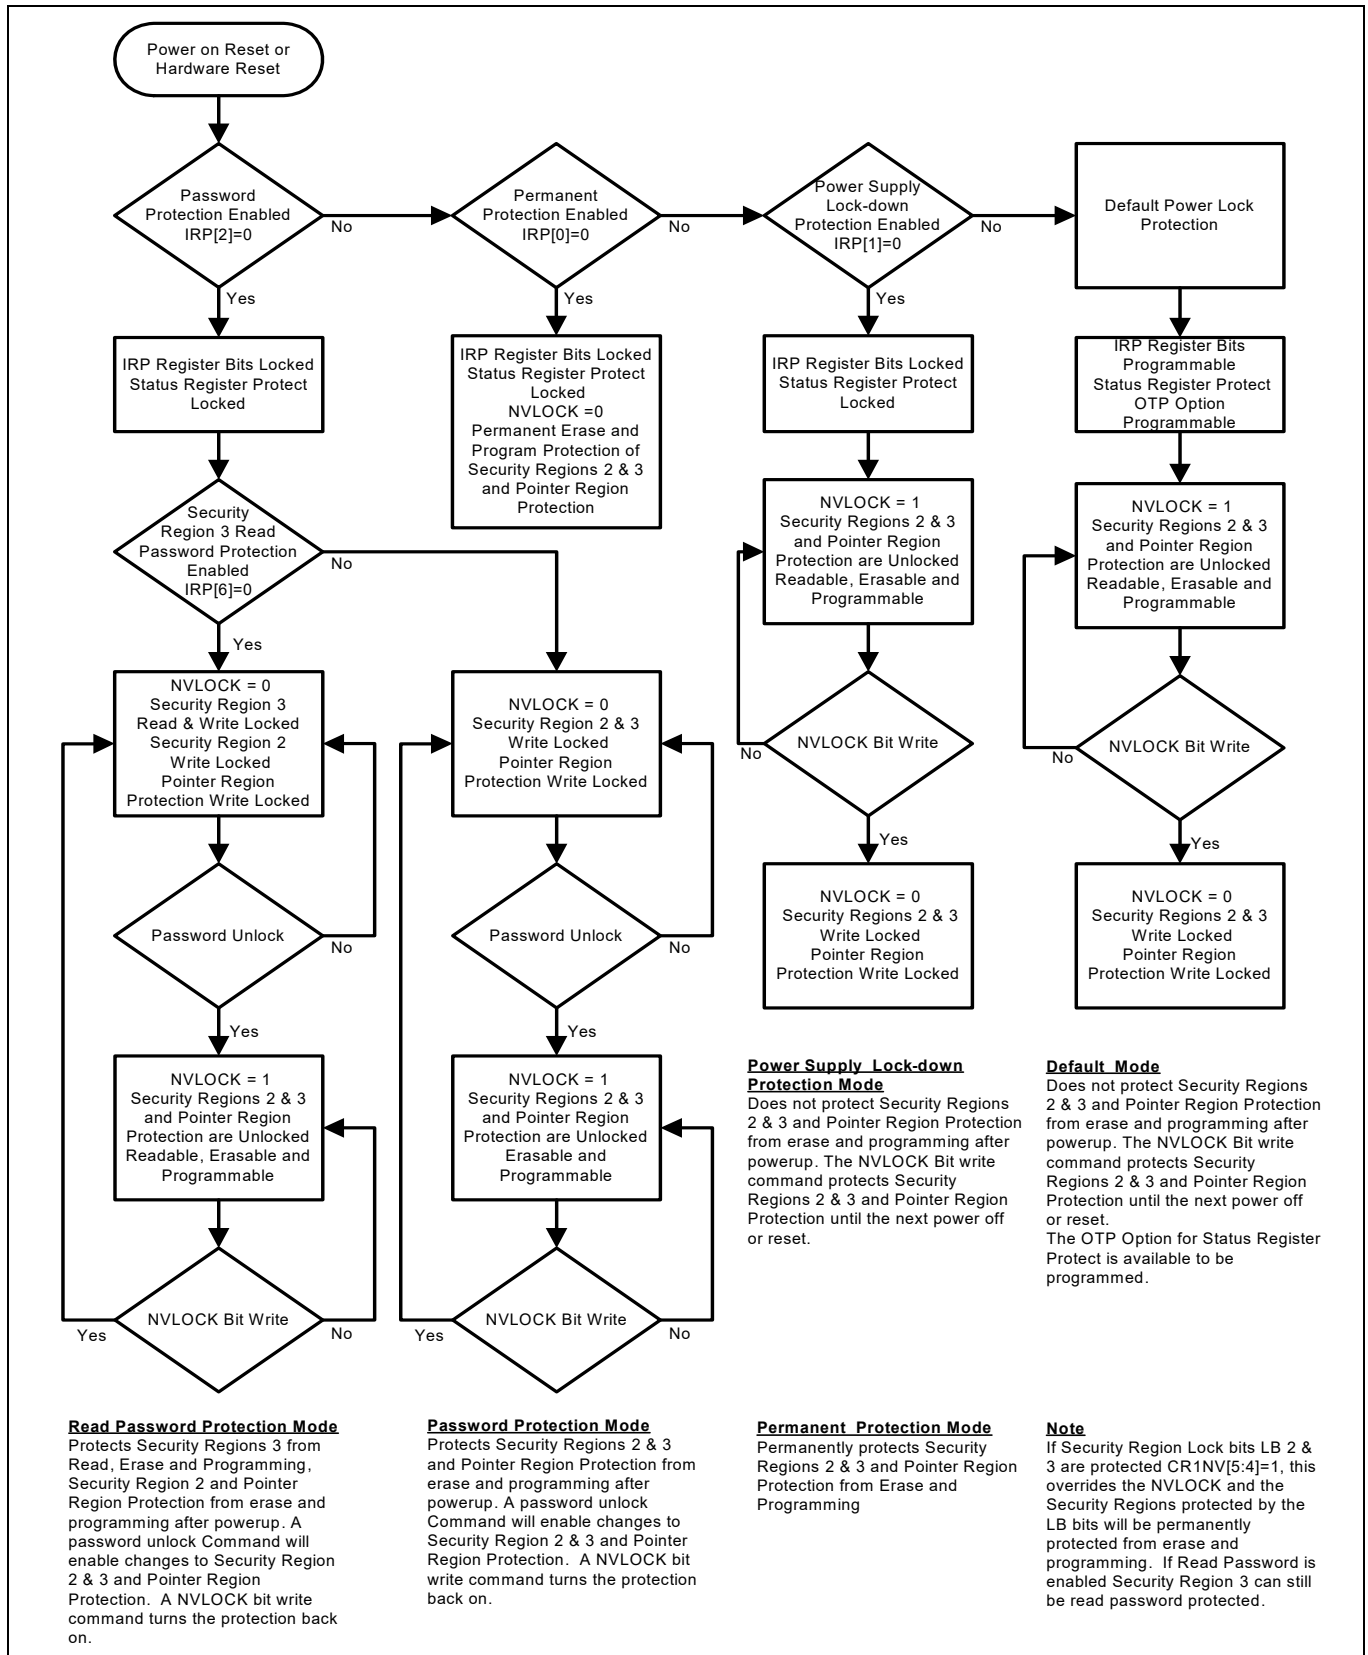 Power on Reset or
Hardware Reset
Password
Protection Enabled
IRP[2]=0
No
Yes
Permanent
Protection Enabled
IRP[0]=0
No
Yes
Power Supply
Lock-down
Protection Enabled
IRP[1]=0
No
Yes
Default Power Lock
Protection
IRP Register Bits Locked
Status Register Protect
Locked
IRP Register Bits Locked
Status Register Protect
Locked
NVLOCK =0
Permanent Erase and
Program Protection of
Security Regions 2 & 3
and Pointer Region
Protection
IRP Register Bits Locked
Status Register Protect
Locked
IRP Register Bits
Programmable
Status Register Protect
OTP Option
Programmable
Security
Region 3 Read
Password Protection
Enabled
IRP[6]=0
No
Yes
NVLOCK = 1
Security Regions 2 & 3
and Pointer Region
Protection are Unlocked
Readable, Erasable and
Programmable
NVLOCK = 1
Security Regions 2 & 3
and Pointer Region
Protection are Unlocked
Readable, Erasable and
Programmable
NVLOCK = 0
Security Region 3
Read & Write Locked
Security Region 2
Write Locked
Pointer Region
Protection Write Locked
NVLOCK = 0
Security Region 2 & 3
Write Locked
Pointer Region
Protection Write Locked
NVLOCK Bit Write
No
Yes
NVLOCK Bit Write
No
Yes
Password Unlock
No
Yes
Password Unlock
No
Yes
NVLOCK = 0
Security Regions 2 & 3
Write Locked
Pointer Region
Protection Write Locked
NVLOCK = 0
Security Regions 2 & 3
Write Locked
Pointer Region
Protection Write Locked
NVLOCK = 1
Security Regions 2 & 3
and Pointer Region
Protection are Unlocked
Readable, Erasable and
Programmable
NVLOCK = 1
Security Regions 2 & 3
and Pointer Region
Protection are Unlocked
Erasable and
Programmable
NVLOCK Bit Write
Yes
No
NVLOCK Bit Write
Yes
No
Power Supply Lock-down
Protection Mode
Does not protect Security Regions
2 & 3 and Pointer Region Protection
from erase and programming after
powerup. The NVLOCK Bit write
command protects Security
Regions 2 & 3 and Pointer Region
Protection until the next power off
or reset.
Default Mode
Does not protect Security Regions
2 & 3 and Pointer Region Protection
from erase and programming after
powerup. The NVLOCK Bit write
command protects Security
Regions 2 & 3 and Pointer Region
Protection until the next power off
or reset.
The OTP Option for Status Register
Protect is available to be
programmed.
Read Password Protection Mode
Protects Security Regions 3 from
Read, Erase and Programming,
Security Region 2 and Pointer
Region Protection from erase and
programming after powerup. A
password unlock Command will
enable changes to Security Region
2 & 3 and Pointer Region
Protection. A NVLOCK bit write
command turns the protection back
on.
Password Protection Mode
Protects Security Regions 2 & 3
and Pointer Region Protection from
erase and programming after
powerup. A password unlock
Command will enable changes to
Security Region 2 & 3 and Pointer
Region Protection. A NVLOCK bit
write command turns the protection
back on.
Permanent Protection Mode
Permanently protects Security
Regions 2 & 3 and Pointer Region
Protection from Erase and
Programming
Note
If Security Region Lock bits LB 2 &
3 are protected CR1NV[5:4]=1, this
overrides the NVLOCK and the
Security Regions protected by the
LB bits will be permanently
protected from erase and
programming. If Read Password is
enabled Security Region 3 can still
be read password protected.